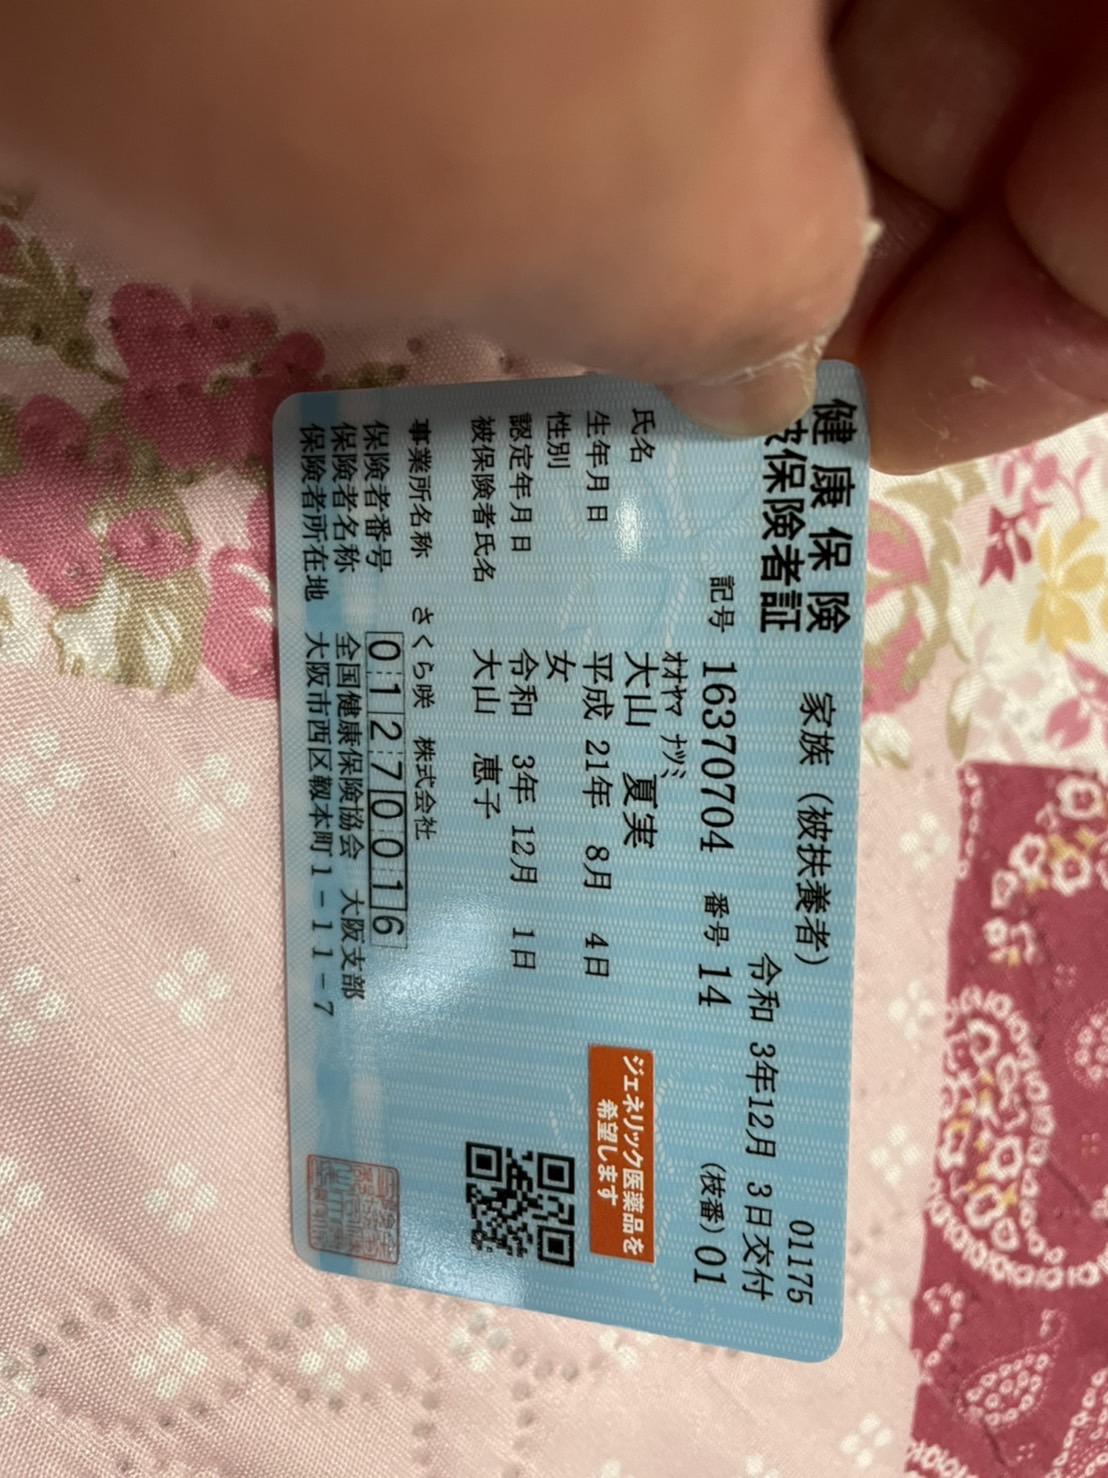 健康保険
被保険者証
家族（被扶養者）
01175
令和 3年12月 3日交付
記号 16370704 番号 14 (枝番) 01
オオヤマ ナツミ
氏名 大山 夏実
生年月日 平成 21年 8月 4日
性別 女
認定年月日 令和 3年 12月 1日
被保険者氏名 大山 恵子
ジェネリック医薬品を
希望します
事業所名称 さくら咲 株式会社
保険者番号 01270016
保険者名称 全国健康保険協会 大阪支部
保険者所在地 大阪市西区靱本町1-11-7